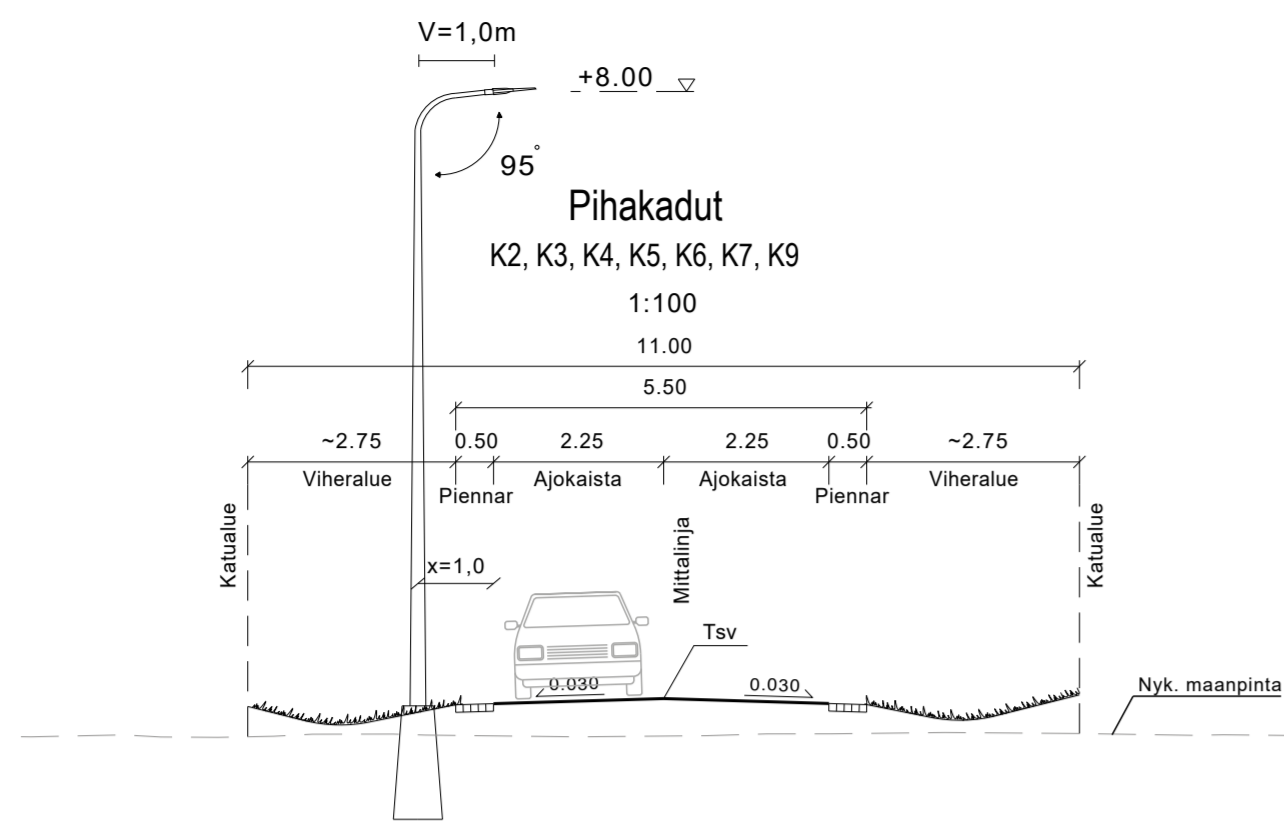 V=1,0m
+8.00
95°
Pihakadut
K2, K3, K4, K5, K6, K7, K9
1:100
11.00
5.50
~2.75 0.50 2.25 2.25 0.50 ~2.75
Viheralue Piennar Ajokaista Ajokaista Piennar Viheralue
Katualue
Mittalinja
Katualue
x=1,0
Tsv
0.030
0.030
Nyk. maanpinta